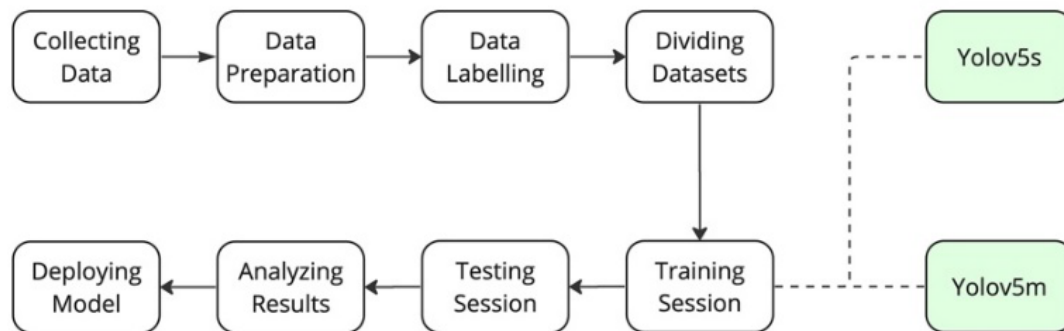 Collecting
Data
Data
Preparation
Data
Labelling
Dividing
Datasets
Yolov5s
Deploying
Model
Analyzing
Results
Testing
Session
Training
Session
Yolov5m